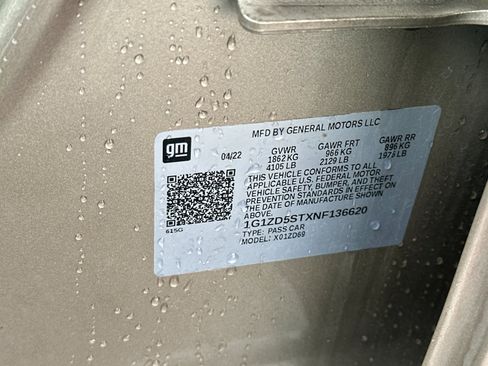 gm
MFD BY GENERAL MOTORS LLC
04/22 GVWR GAWR FRT GAWR RR
1862 KG 966 KG 896 KG
4105 LB 2129 LB 1975 LB
THIS VEHICLE CONFORMS TO ALL
APPLICABLE U.S. FEDERAL MOTOR
VEHICLE SAFETY, BUMPER, AND THEFT
PREVENTION STANDARDS IN EFFECT ON
THE DATE OF MANUFACTURE SHOWN
ABOVE.
1G1ZD5STXNF136620
TYPE: PASS CAR
MODEL: X01ZD69
615G